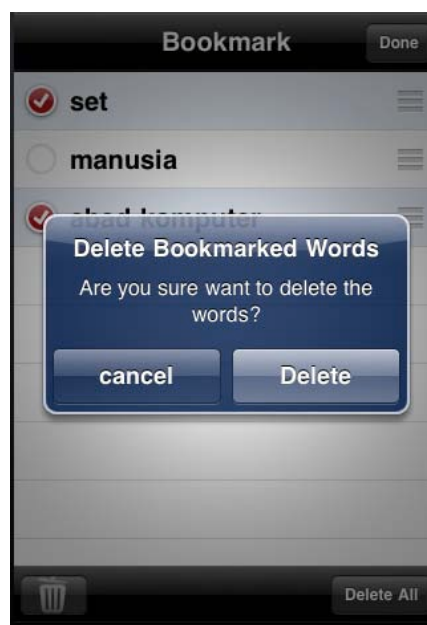 Bookmark
Done
set
manusia
abad komputer
Delete Bookmarked Words
Are you sure want to delete the
words?
cancel
Delete
Delete All